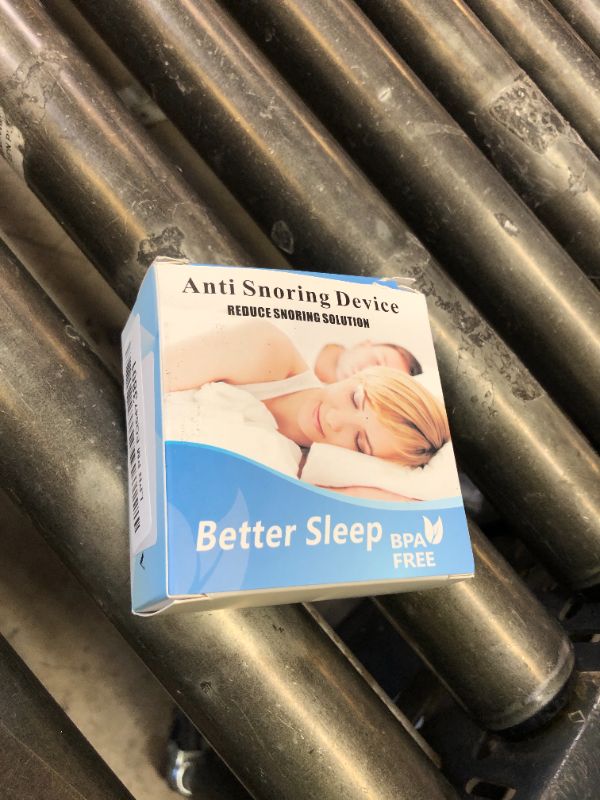 Anti Snoring Device
REDUCE SNORING SOLUTION
Better Sleep
BPA
FREE